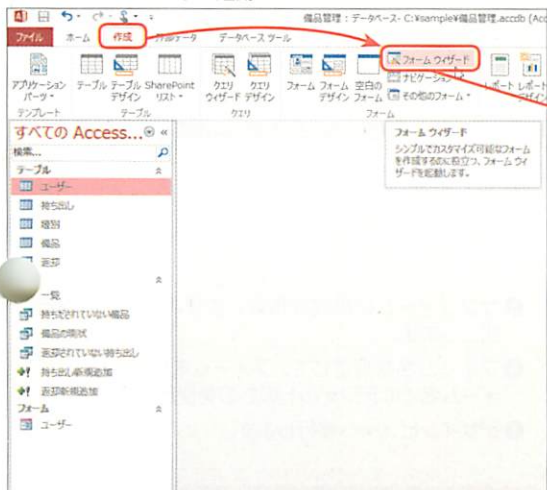 備品管理 : データベース- C:¥sample¥備品管理.accdb (Acc
ファイル ホーム 作成 データ データベース ツール
アプリケーション パーツ
テーブル
テーブル デザイン
SharePoint リスト
クエリ ウィザード
クエリ デザイン
フォーム
フォーム デザイン
空白の フォーム
フォーム ウィザード
ナビゲーション
その他のフォーム
レポート
レポート デザイン
テンプレート テーブル クエリ フォーム
すべての Access... «
検索...
フォーム ウィザード
シンプルでカスタマイズ可能なフォーム
を作成するのに役立つ、フォーム ウィ
ザードを起動します。
テーブル
ユーザー
持ち出し
種別
備品
返却
一覧
持ちだされていない備品
備品の現状
返却されていない持ち出し
持ち出し新規追加
返却新規追加
フォーム
ユーザー